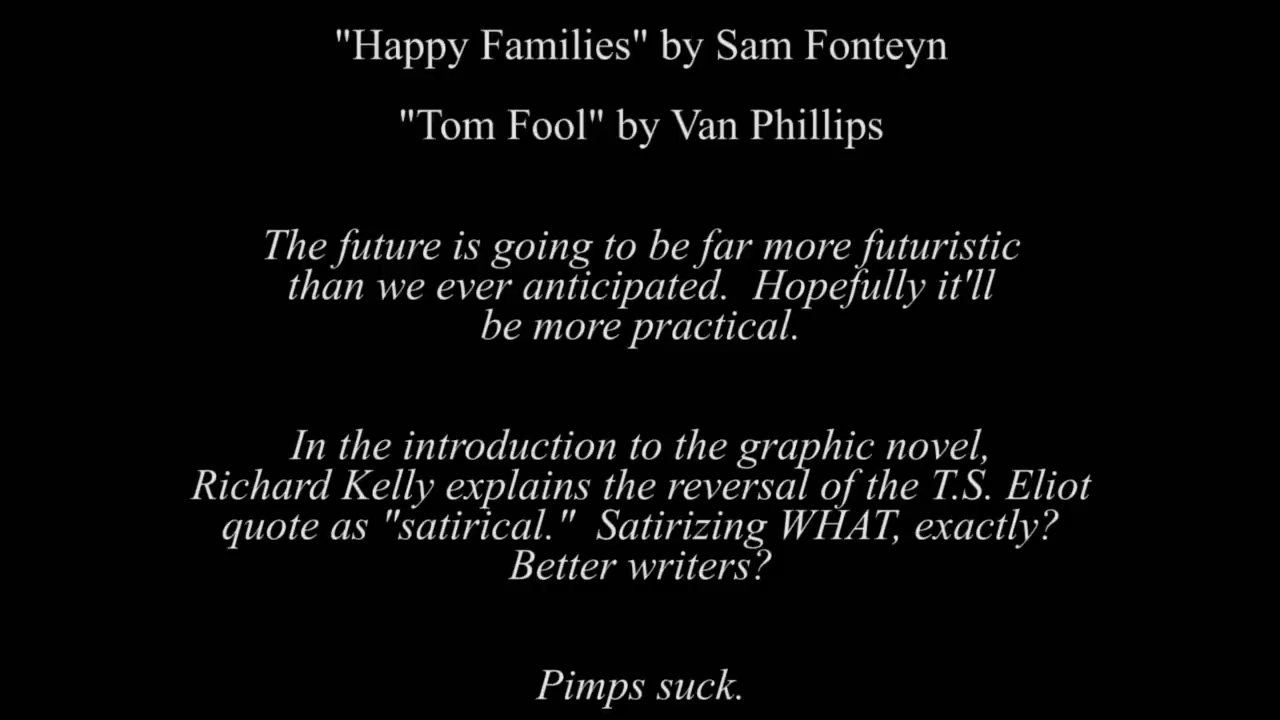 "Happy Families" by Sam Fonteyn
"Tom Fool" by Van Phillips
The future is going to be far more futuristic
than we ever anticipated.  Hopefully it'll
be more practical.
In the introduction to the graphic novel,
Richard Kelly explains the reversal of the T.S. Eliot
quote as "satirical."  Satirizing WHAT, exactly?
Better writers?
Pimps suck.